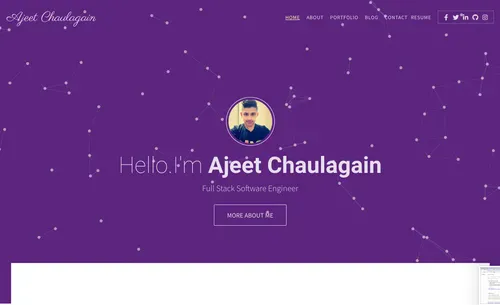 Ajeet Chaulagain
HOME ABOUT PORTFOLIO BLOG CONTACT RESUME
Hello.I'm Ajeet Chaulagain
Full Stack Software Engineer
MORE ABOUT ME